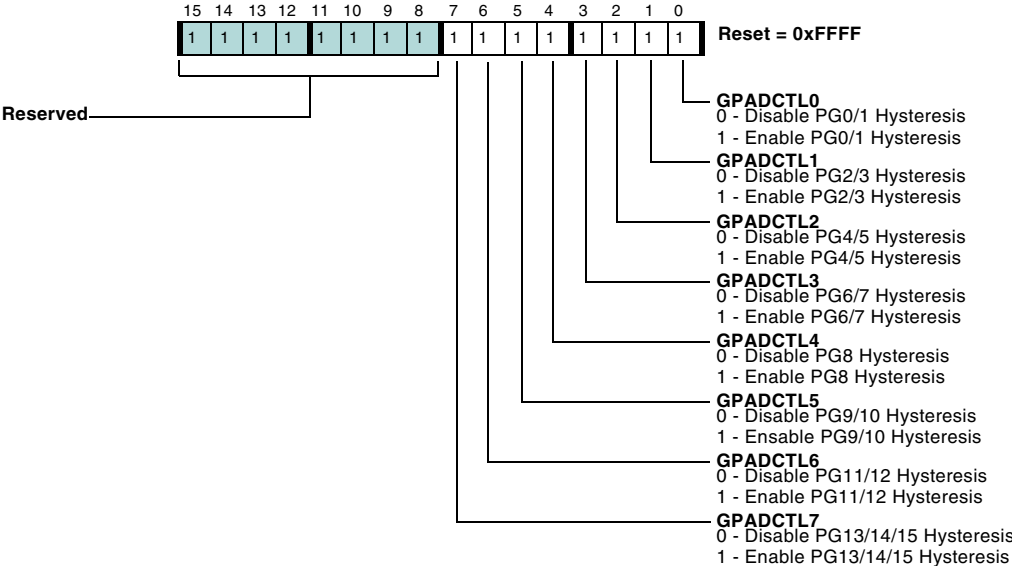 15 14 13 12 11 10 9 8 7 6 5 4 3 2 1 0
1 1 1 1 1 1 1 1 1 1 1 1 1 1 1 1 Reset = 0xFFFF
Reserved
GPADCTL0
0 - Disable PG0/1 Hysteresis
1 - Enable PG0/1 Hysteresis
GPADCTL1
0 - Disable PG2/3 Hysteresis
1 - Enable PG2/3 Hysteresis
GPADCTL2
0 - Disable PG4/5 Hysteresis
1 - Enable PG4/5 Hysteresis
GPADCTL3
0 - Disable PG6/7 Hysteresis
1 - Enable PG6/7 Hysteresis
GPADCTL4
0 - Disable PG8 Hysteresis
1 - Enable PG8 Hysteresis
GPADCTL5
0 - Disable PG9/10 Hysteresis
1 - Ensable PG9/10 Hysteresis
GPADCTL6
0 - Disable PG11/12 Hysteresis
1 - Enable PG11/12 Hysteresis
GPADCTL7
0 - Disable PG13/14/15 Hysteresis
1 - Enable PG13/14/15 Hysteresis